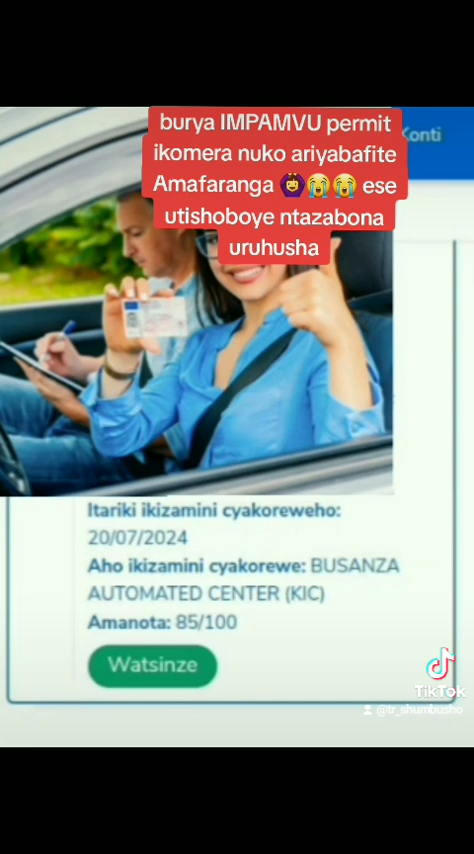 burya IMPAMVU permit
ikomera nuko ariyabafite
Amafaranga 🙆‍♀️😭😭 ese
utishoboye ntazabona
uruhusha
Konti
Itariki ikizamini cyakoreweho:
20/07/2024
Aho ikizamini cyakorewe: BUSANZA
AUTOMATED CENTER (KIC)
Amanota: 85/100
Watsinze
TikTok
@tr_shumbusho